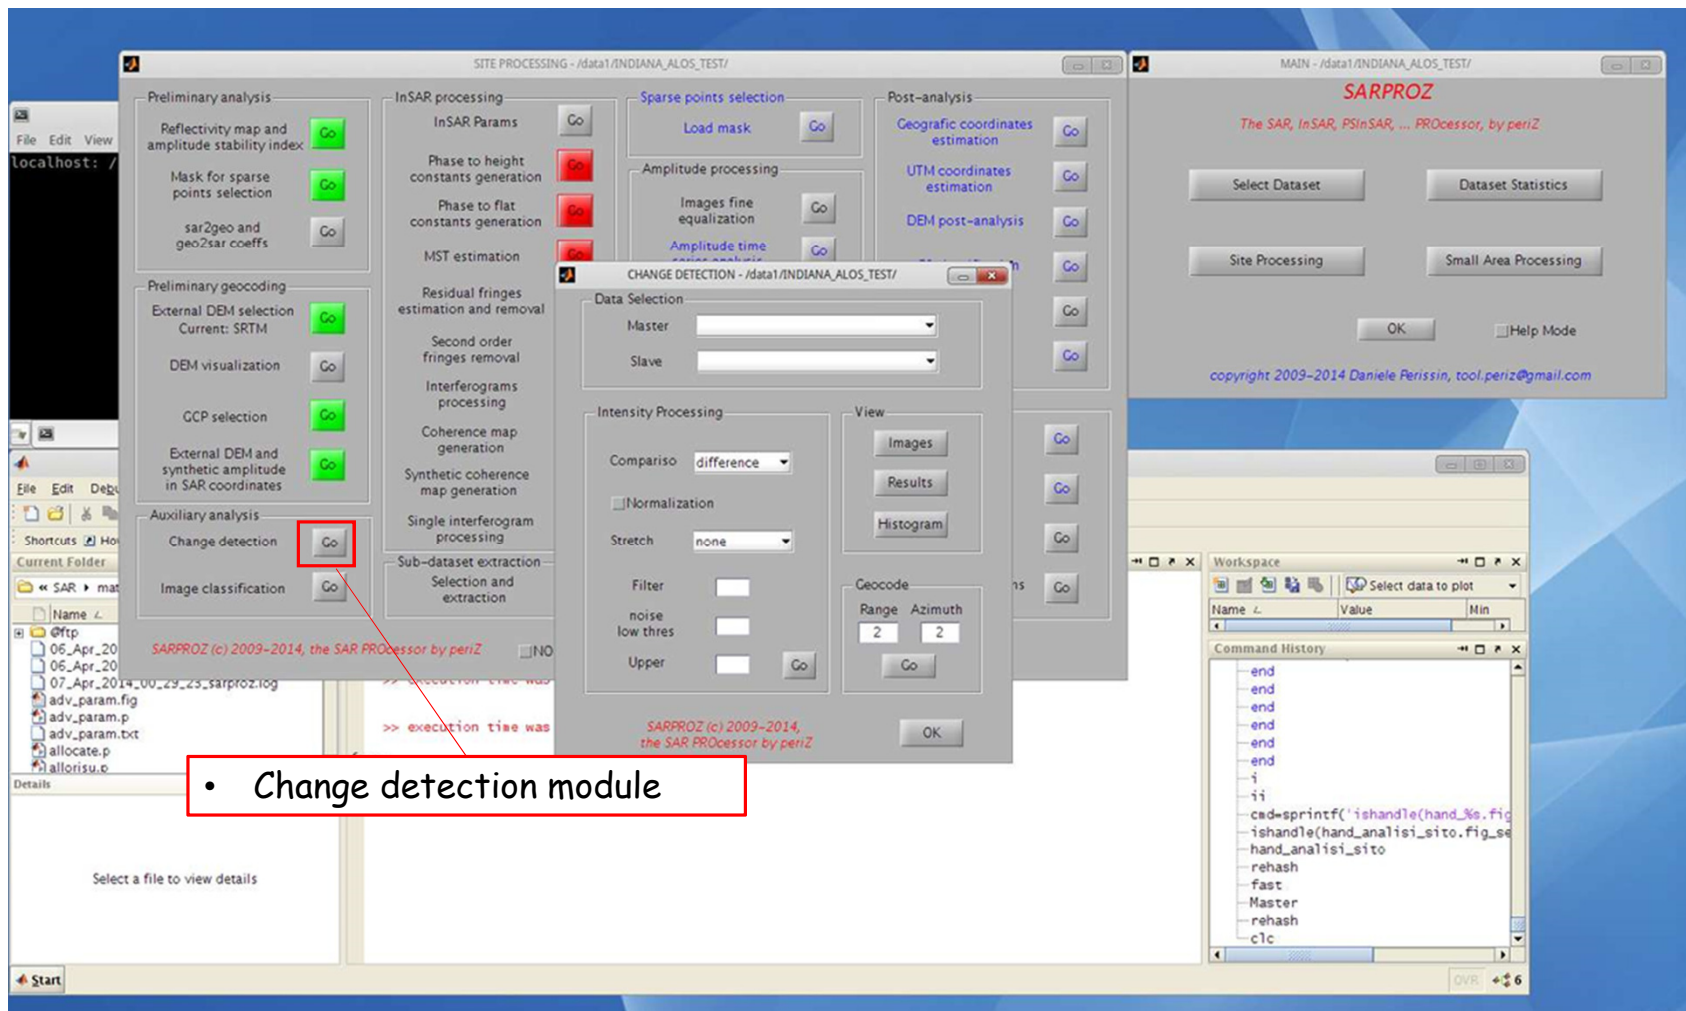 SITE PROCESSING - /data1/INDIANA_ALOS_TEST/
Preliminary analysis
Reflectivity map and
amplitude stability index
Go
Mask for sparse
points selection
Go
sar2geo and
geo2sar coeffs
Go
Preliminary geocoding
External DEM selection
Current: SRTM
Go
DEM visualization
Go
GCP selection
Go
External DEM and
synthetic amplitude
in SAR coordinates
Go
Auxiliary analysis
Change detection
Go
Image classification
Go
InSAR processing
InSAR Params
Go
Phase to height
constants generation
Go
Phase to flat
constants generation
Go
MST estimation
Go
Residual fringes
estimation and removal
Second order
fringes removal
Interferograms
processing
Coherence map
generation
Synthetic coherence
map generation
Single interferogram
processing
Sub-dataset extraction
Selection and
extraction
Sparse points selection
Load mask
Go
Amplitude processing
Images fine
equalization
Go
Amplitude time
series analysis
Go
Post-analysis
Geografic coordinates
estimation
Go
UTM coordinates
estimation
Go
DEM post-analysis
Go
Go
Go
Go
Go
Go
Go
ns
Go
SARPROZ (c) 2009-2014, the SAR PROcessor by periZ
NO
MAIN - /data1/INDIANA_ALOS_TEST/
SARPROZ
The SAR, InSAR, PSInSAR, ... PROcessor, by periZ
Select Dataset
Dataset Statistics
Site Processing
Small Area Processing
OK
Help Mode
copyright 2009-2014 Daniele Perissin, tool.periz@gmail.com
CHANGE DETECTION - /data1/INDIANA_ALOS_TEST/
Data Selection
Master
Slave
Intensity Processing
Compariso
difference
Normalization
Stretch
none
Filter
noise
low thres
Upper
Go
View
Images
Results
Histogram
Geocode
Range Azimuth
2 2
Go
SARPROZ (c) 2009-2014,
the SAR PROcessor by periZ
OK
File Edit View
localhost: /
File Edit Debu
Shortcuts
Current Folder
« SAR
Name
@ftp
06_Apr_20
06_Apr_20
07_Apr_2014_00_29_23_sarproz.log
adv_param.fig
adv_param.p
adv_param.txt
allocate.p
allorisu.p
Details
Select a file to view details
Start
>> execution time was
>> execution time was
• Change detection module
Workspace
Select data to plot
Name
Value
Min
Command History
end
end
end
end
end
end
i
ii
cmd=sprintf('ishandle(hand_%s.fig
ishandle(hand_analisi_sito.fig_se
hand_analisi_sito
rehash
fast
Master
rehash
clc
OVR
6